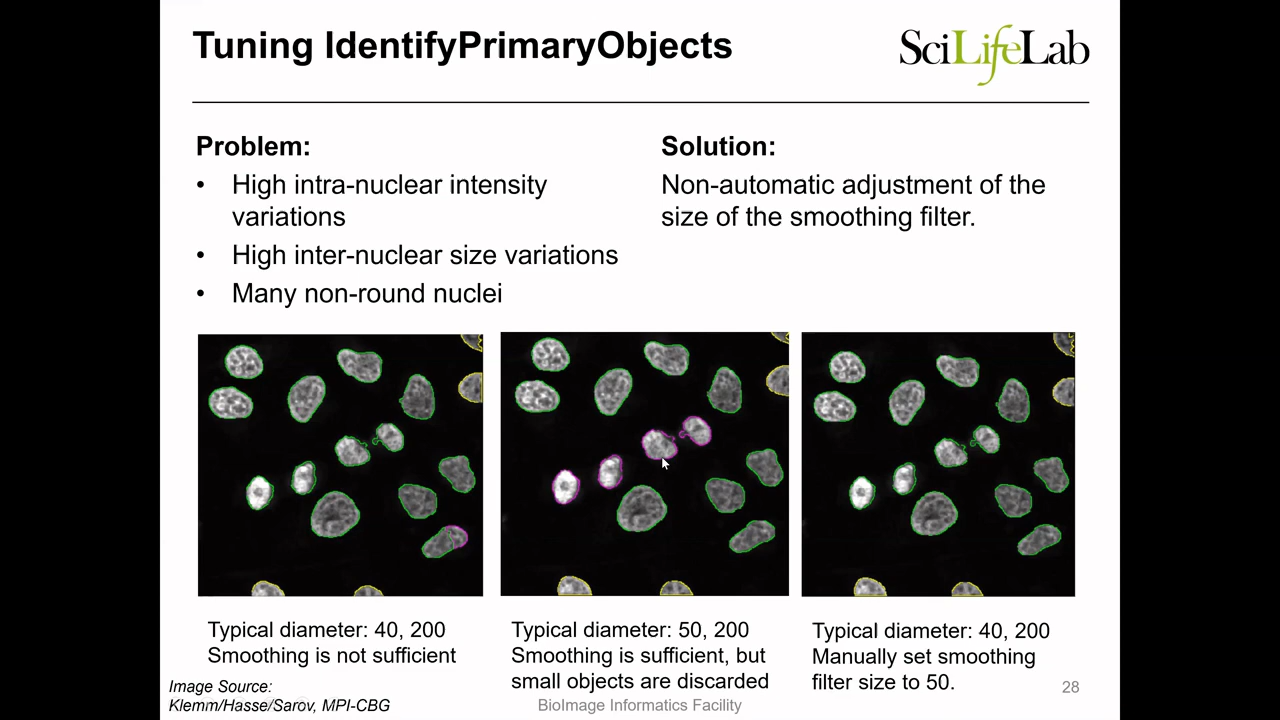 Tuning IdentifyPrimaryObjects
SciLifeLab
Problem:
• High intra-nuclear intensity
variations
• High inter-nuclear size variations
• Many non-round nuclei
Solution:
Non-automatic adjustment of the
size of the smoothing filter.
Typical diameter: 40, 200
Smoothing is not sufficient
Typical diameter: 50, 200
Smoothing is sufficient, but
small objects are discarded
Typical diameter: 40, 200
Manually set smoothing
filter size to 50.
Image Source:
Klemm/Hasse/Sarov, MPI-CBG
BioImage Informatics Facility
28